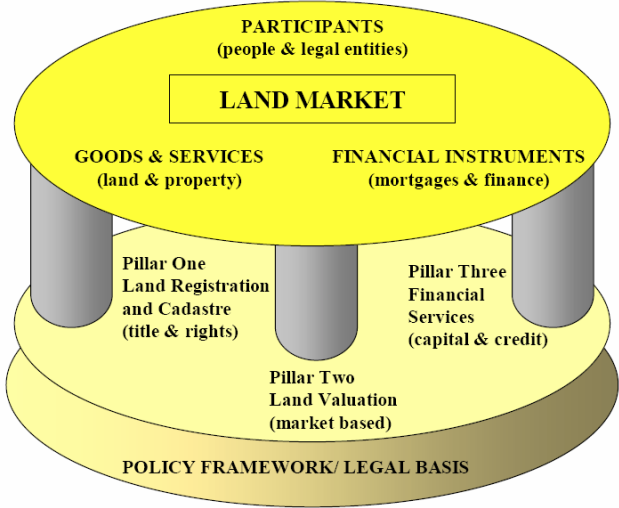 PARTICIPANTS
(people & legal entities)
LAND MARKET
GOODS & SERVICES
(land & property)
FINANCIAL INSTRUMENTS
(mortgages & finance)
Pillar One
Land Registration
and Cadastre
(title & rights)
Pillar Two
Land Valuation
(market based)
Pillar Three
Financial
Services
(capital & credit)
POLICY FRAMEWORK/ LEGAL BASIS